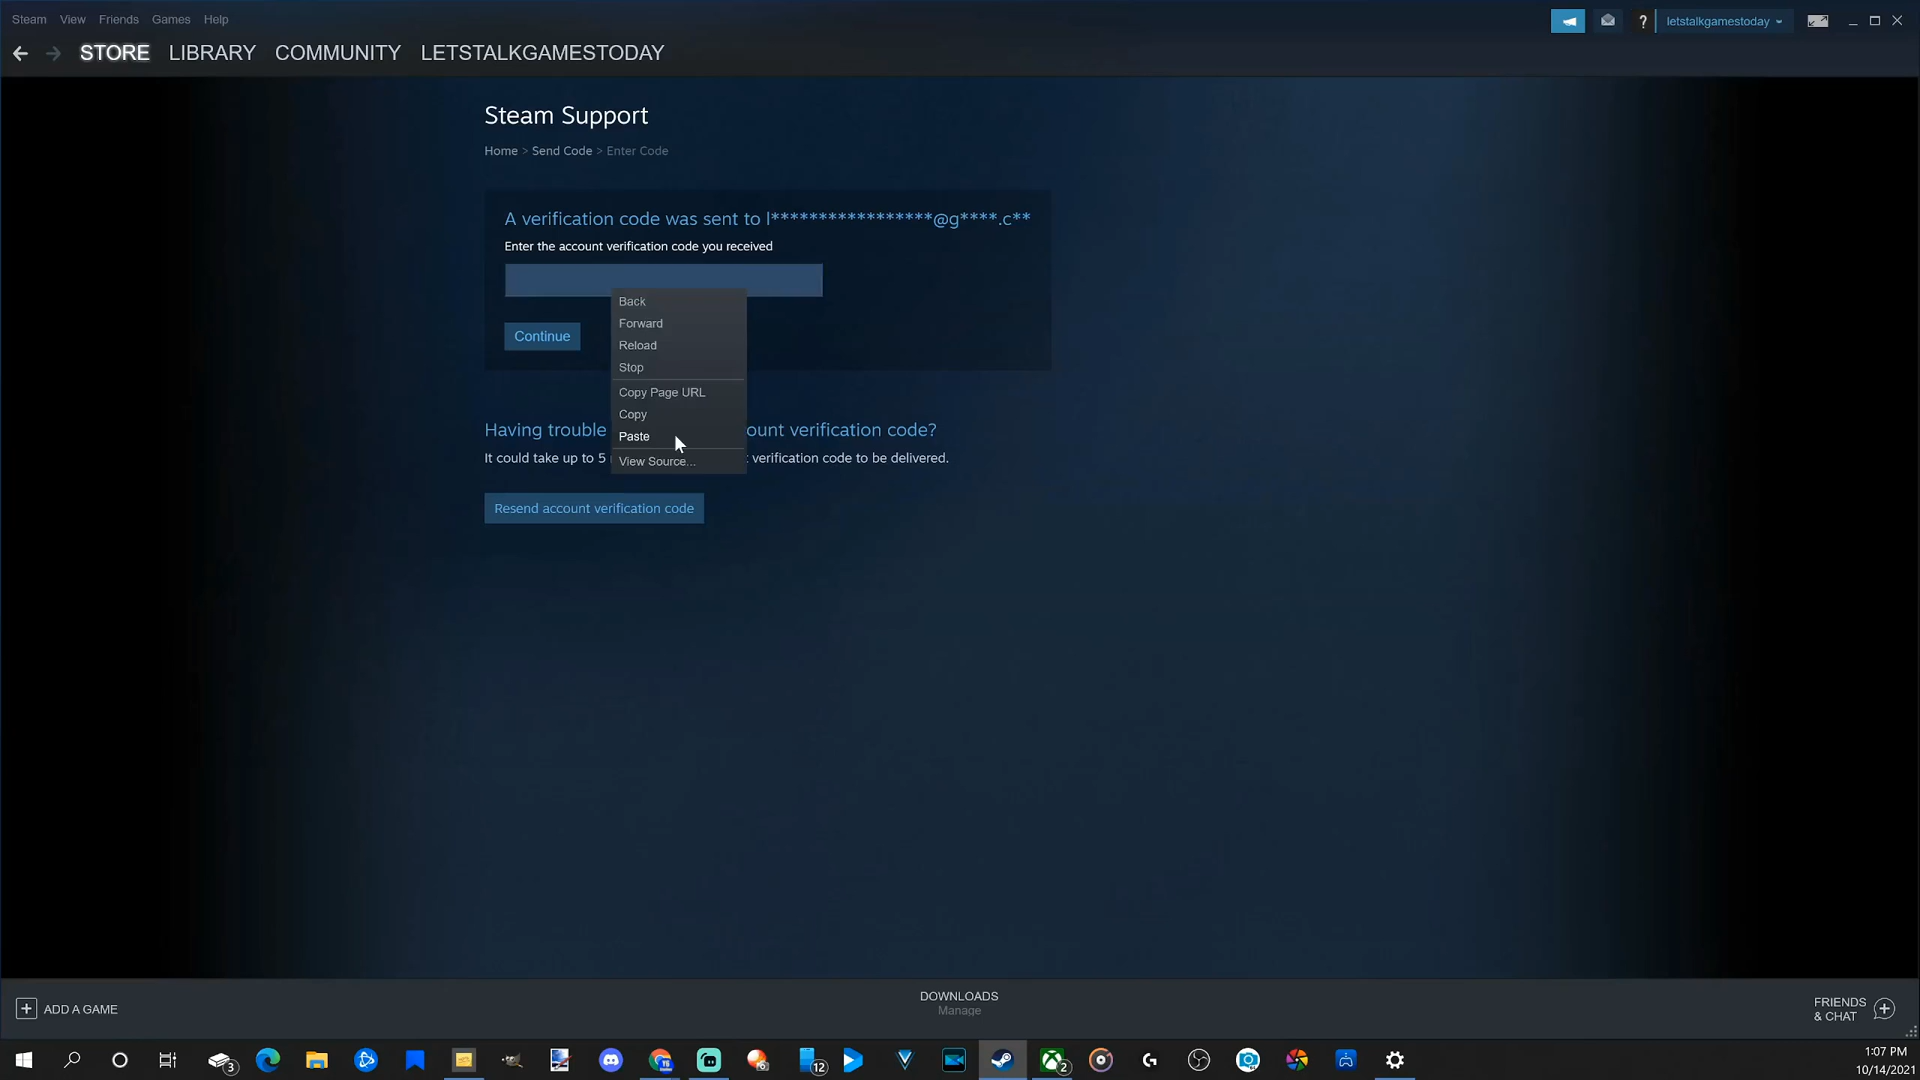 Steam View Friends Games Help
letstalkgamestoday
STORE LIBRARY COMMUNITY LETSTALKGAMESTODAY
Steam Support
Home > Send Code > Enter Code
A verification code was sent to l*****************@g****.c**
Enter the account verification code you received
Back
Forward
Continue
Reload
Stop
Copy Page URL
Copy
Having trouble ount verification code?
Paste
It could take up to 5 verification code to be delivered.
View Source...
Resend account verification code
ADD A GAME
DOWNLOADS
Manage
FRIENDS
& CHAT
3
12
2
1:07 PM
10/14/2021